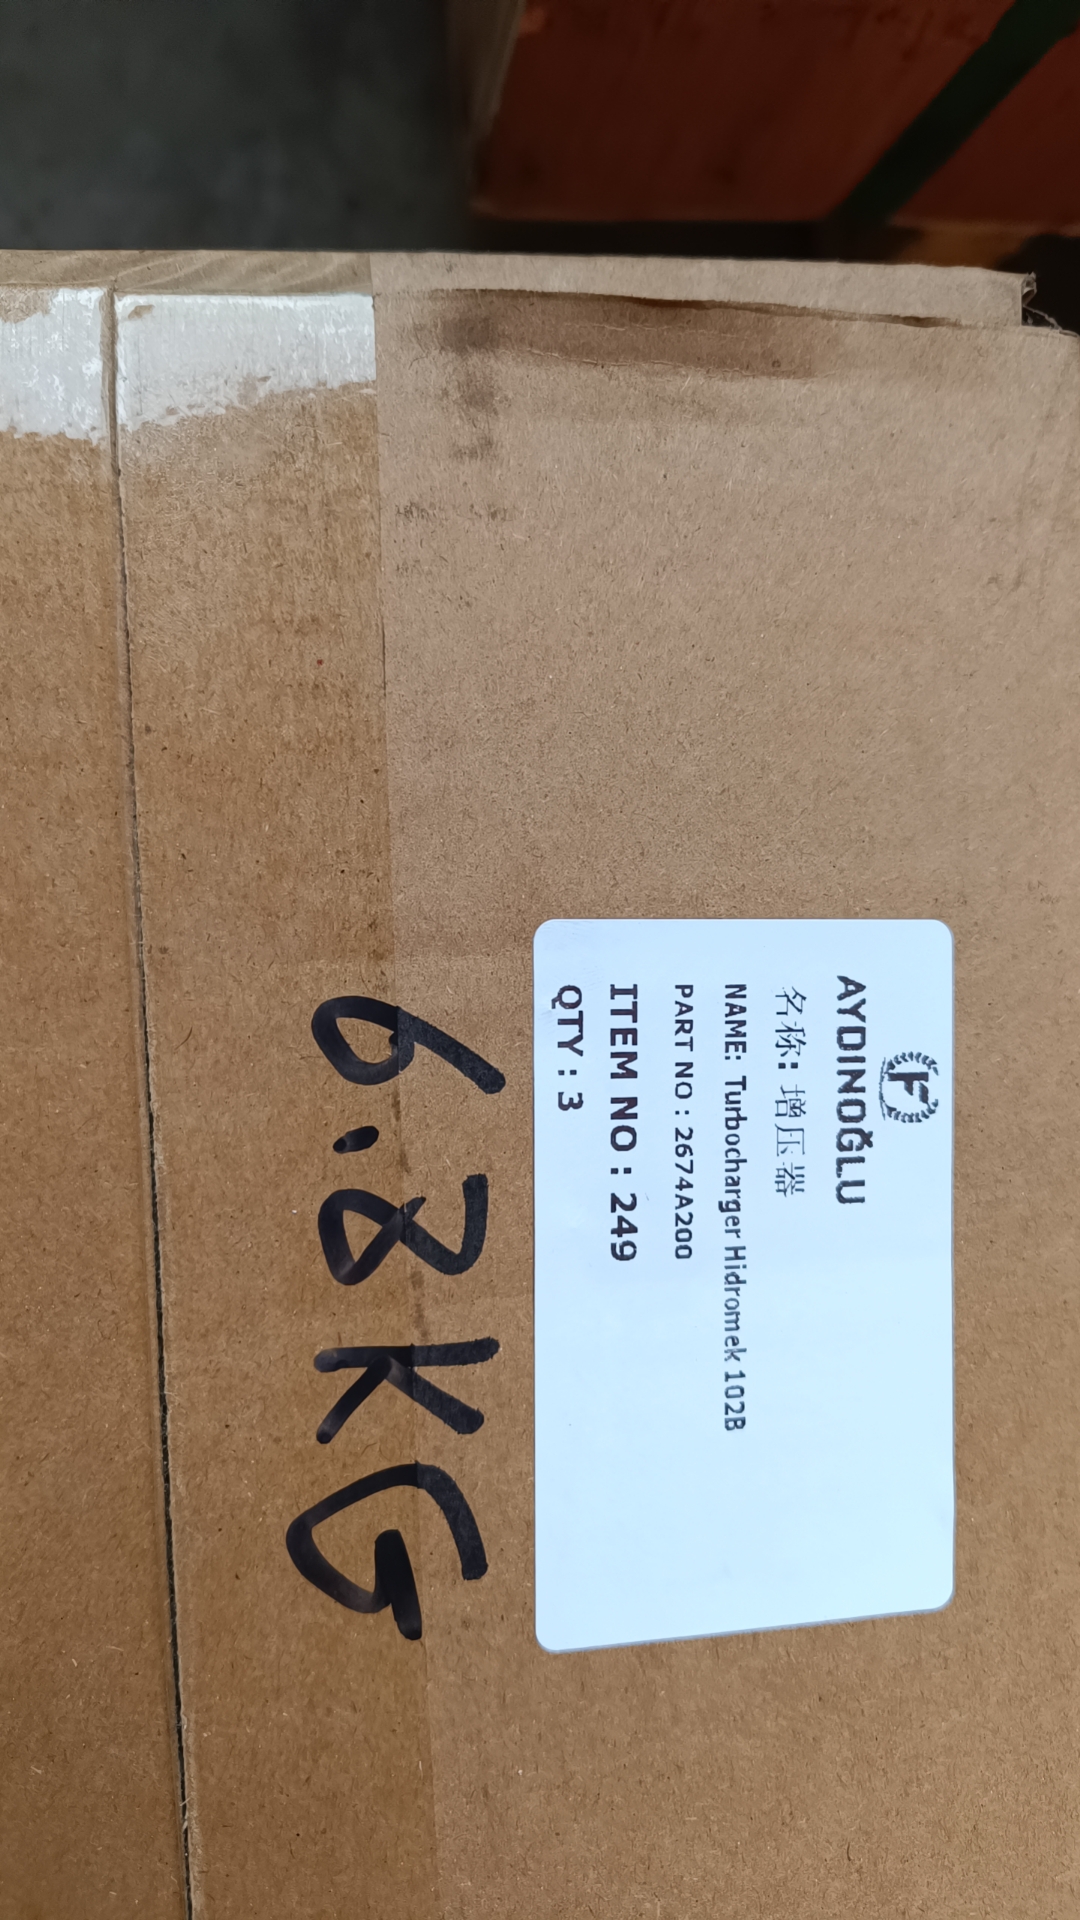 F
AYDINOĞLU
名称: 增压器
NAME: Turbocharger Hidromek 102B
PART NO : 2674A200
ITEM NO : 249
QTY : 3
6.8KG